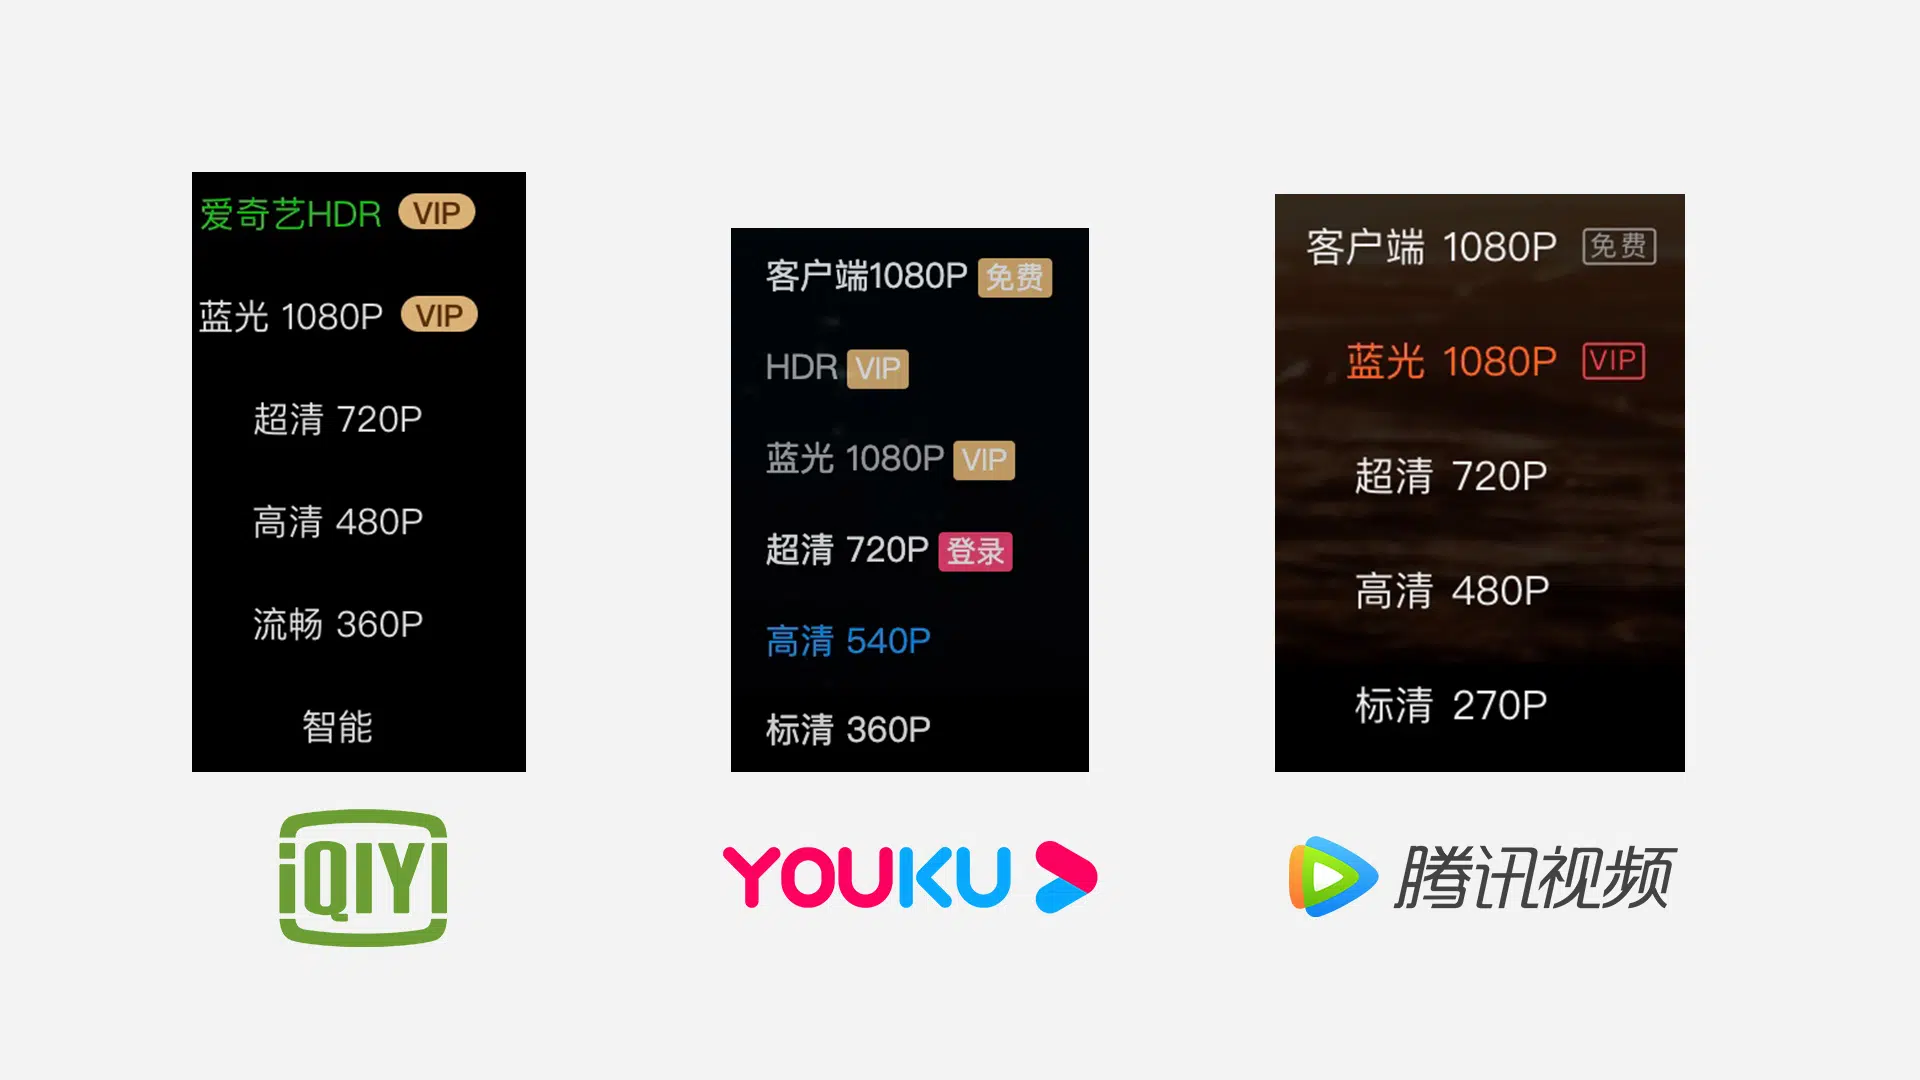 爱奇艺HDR VIP
蓝光 1080P VIP
超清 720P
高清 480P
流畅 360P
智能
iQIYI
客户端1080P 免费
HDR VIP
蓝光 1080P VIP
超清 720P 登录
高清 540P
标清 360P
YOUKU
客户端 1080P 免费
蓝光 1080P VIP
超清 720P
高清 480P
标清 270P
腾讯视频